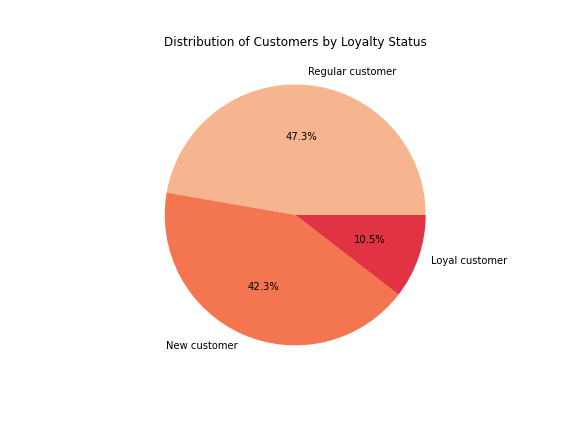 Distribution of Customers by Loyalty Status
Regular customer
47.3%
10.5%
Loyal customer
42.3%
New customer